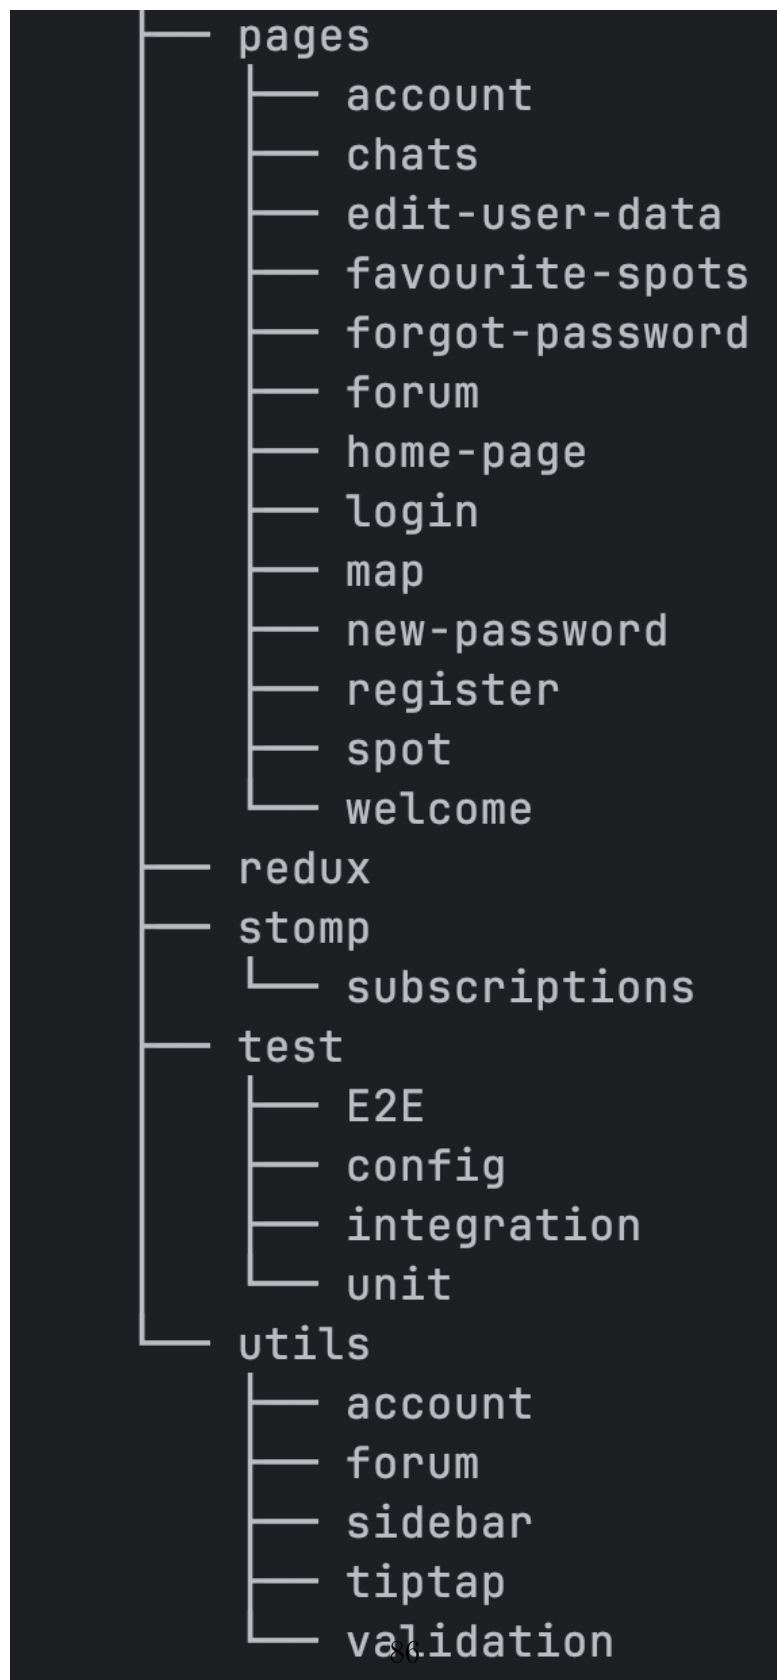 pages
account
chats
edit-user-data
favourite-spots
forgot-password
forum
home-page
login
map
new-password
register
spot
welcome
redux
stomp
subscriptions
test
E2E
config
integration
unit
utils
account
forum
sidebar
tiptap
validation
86